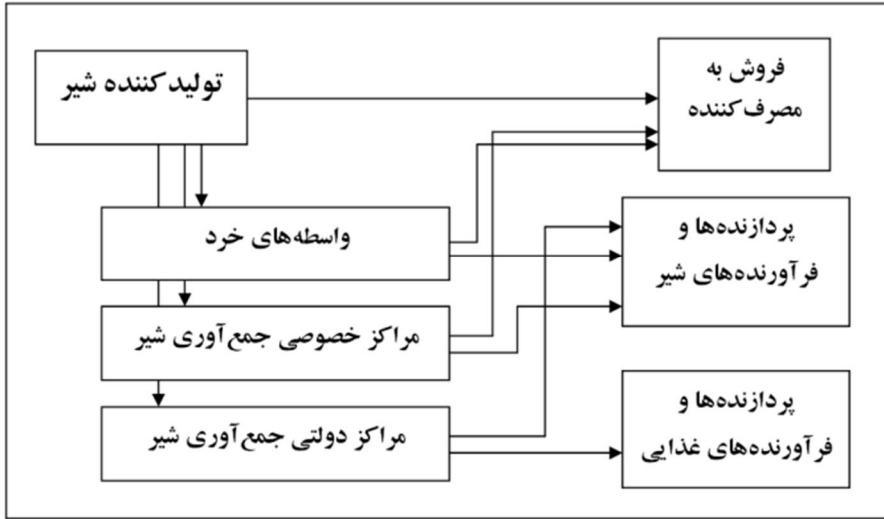 تولیدکننده شیر
فروش به
مصرف‌کننده
واسطه‌های خرد
پردازنده‌ها و
فرآورنده‌های شیر
مراکز خصوصی جمع‌آوری شیر
مراکز دولتی جمع‌آوری شیر
پردازنده‌ها و
فرآورنده‌های غذایی